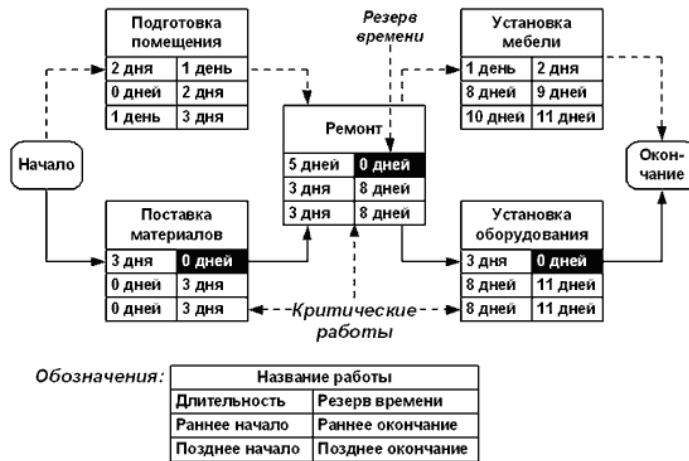 Подготовка
помещения
2 дня 1 день
0 дней 2 дня
1 день 3 дня
Резерв
времени
Установка
мебели
1 день 2 дня
8 дней 9 дней
10 дней 11 дней
Начало
Ремонт
5 дней 0 дней
3 дня 8 дней
3 дня 8 дней
Окон-
чание
Поставка
материалов
3 дня 0 дней
0 дней 3 дня
0 дней 3 дня
Критические
работы
Установка
оборудования
3 дня 0 дней
8 дней 11 дней
8 дней 11 дней
Обозначения:
Название работы
Длительность Резерв времени
Раннее начало Раннее окончание
Позднее начало Позднее окончание